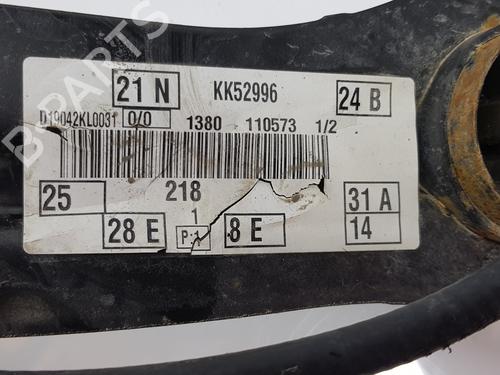 21 N KK52996 24 B
D19042KL0031 0/0 1380 110573 1/2
25 218 31 A
1
28 E P:1 8 E 14
B-PARTS